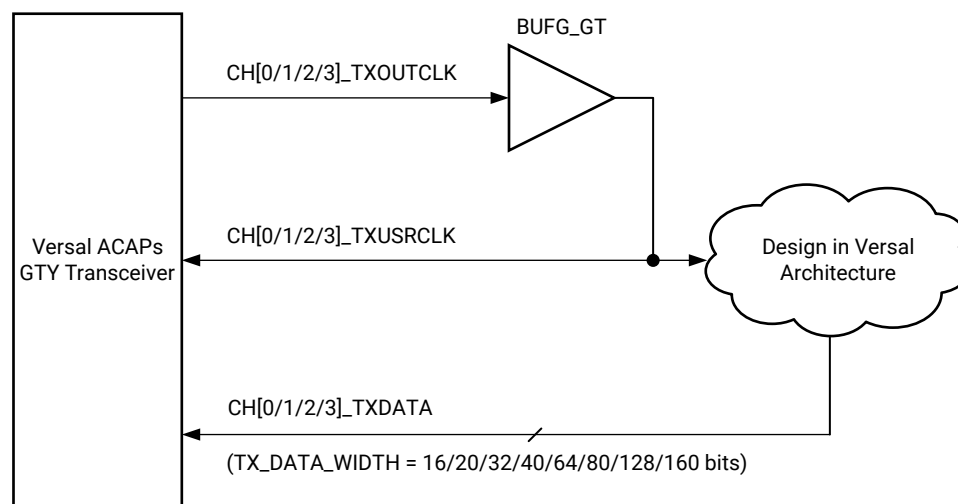 BUFG_GT
CH[0/1/2/3]_TXOUTCLK
CH[0/1/2/3]_TXUSRCLK
Versal ACAPs
GTY Transceiver
Design in Versal
Architecture
CH[0/1/2/3]_TXDATA
(TX_DATA_WIDTH = 16/20/32/40/64/80/128/160 bits)